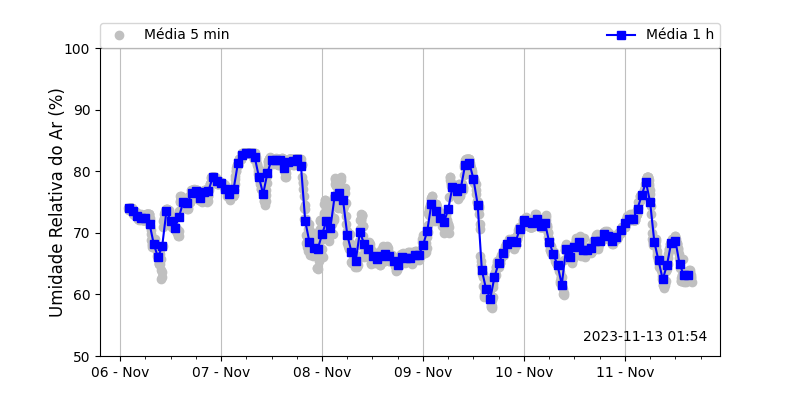 Média 5 min
Média 1 h
Umidade Relativa do Ar (%)
100
90
80
70
60
50
2023-11-13 01:54
06 - Nov
07 - Nov
08 - Nov
09 - Nov
10 - Nov
11 - Nov